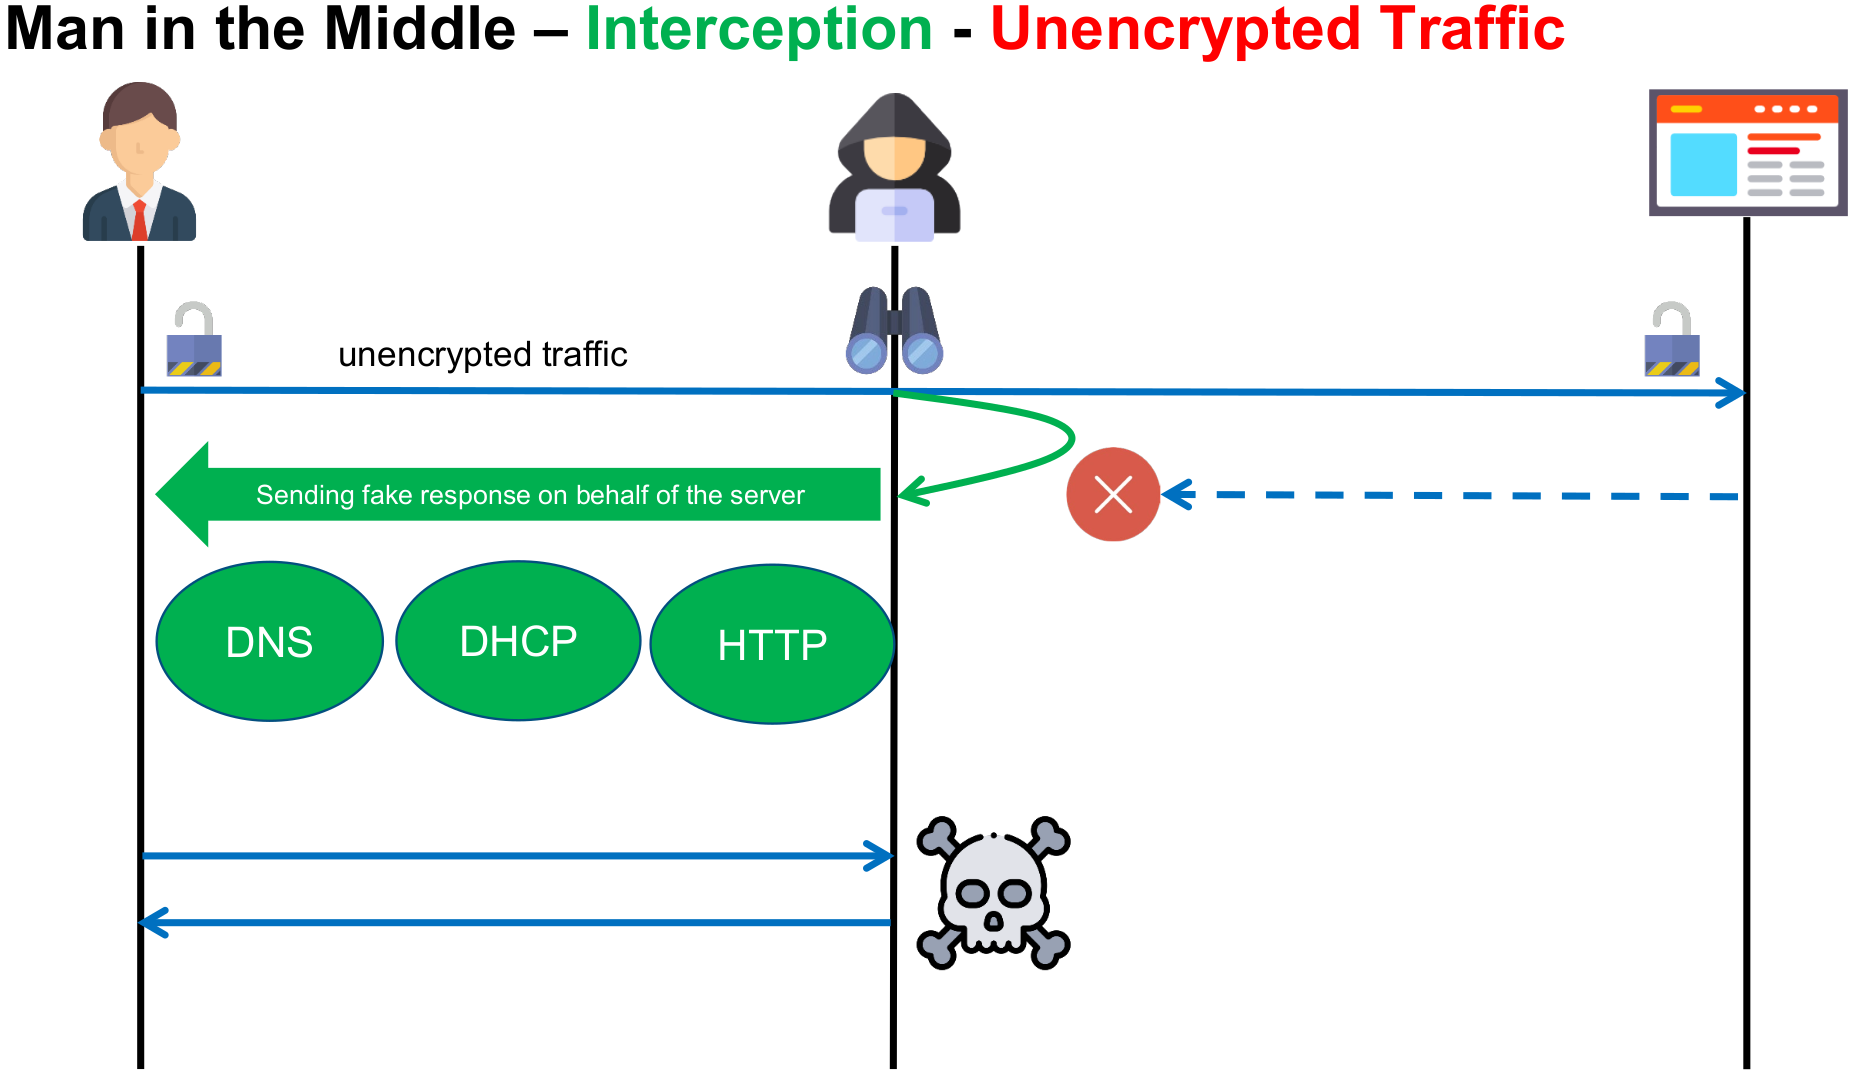 Man in the Middle – Interception - Unencrypted Traffic
unencrypted traffic
Sending fake response on behalf of the server
DNS
DHCP
HTTP